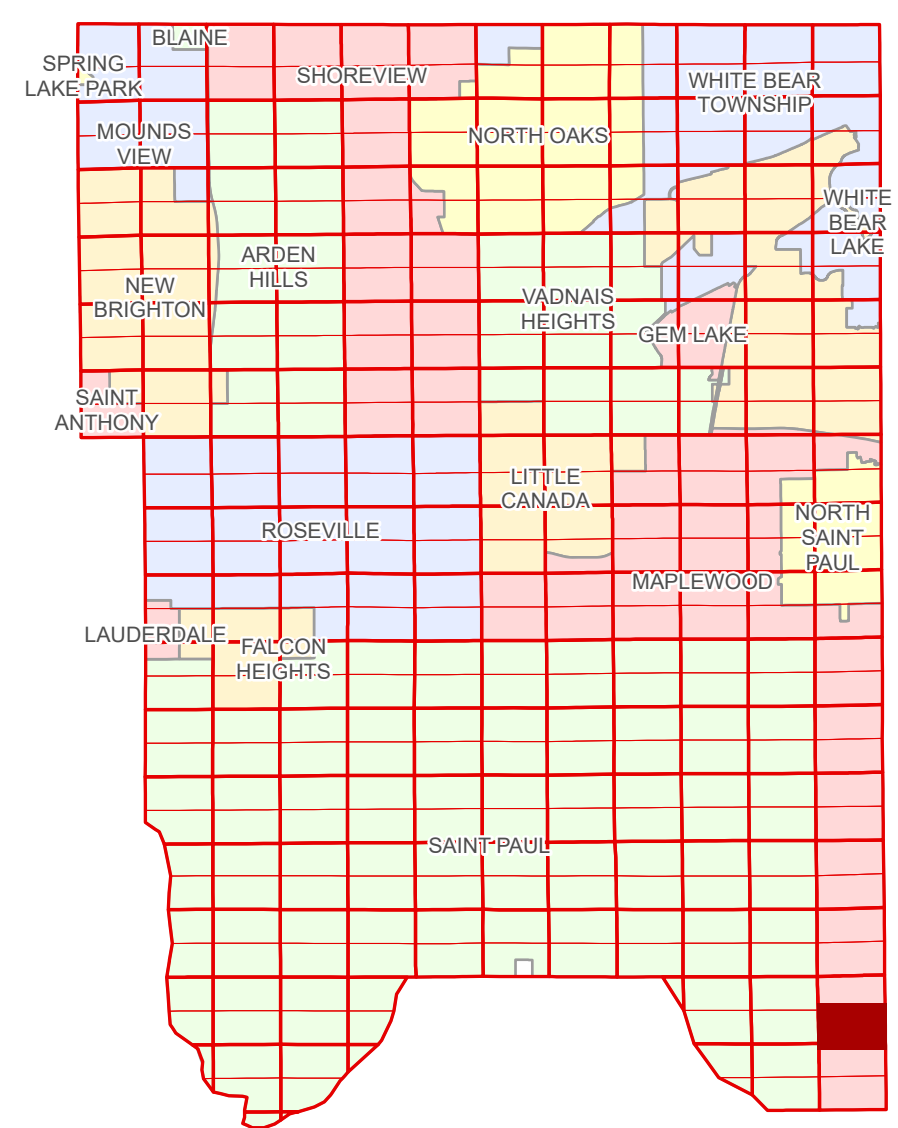 BLAINE
SPRING
LAKE PARK
SHOREVIEW
WHITE BEAR
TOWNSHIP
MOUNDS
VIEW
NORTH OAKS
WHITE
BEAR
LAKE
ARDEN
HILLS
NEW
BRIGHTON
VADNAIS
HEIGHTS
GEM LAKE
SAINT
ANTHONY
LITTLE
CANADA
ROSEVILLE
NORTH
SAINT
PAUL
MAPLEWOOD
LAUDERDALE
FALCON
HEIGHTS
SAINT PAUL